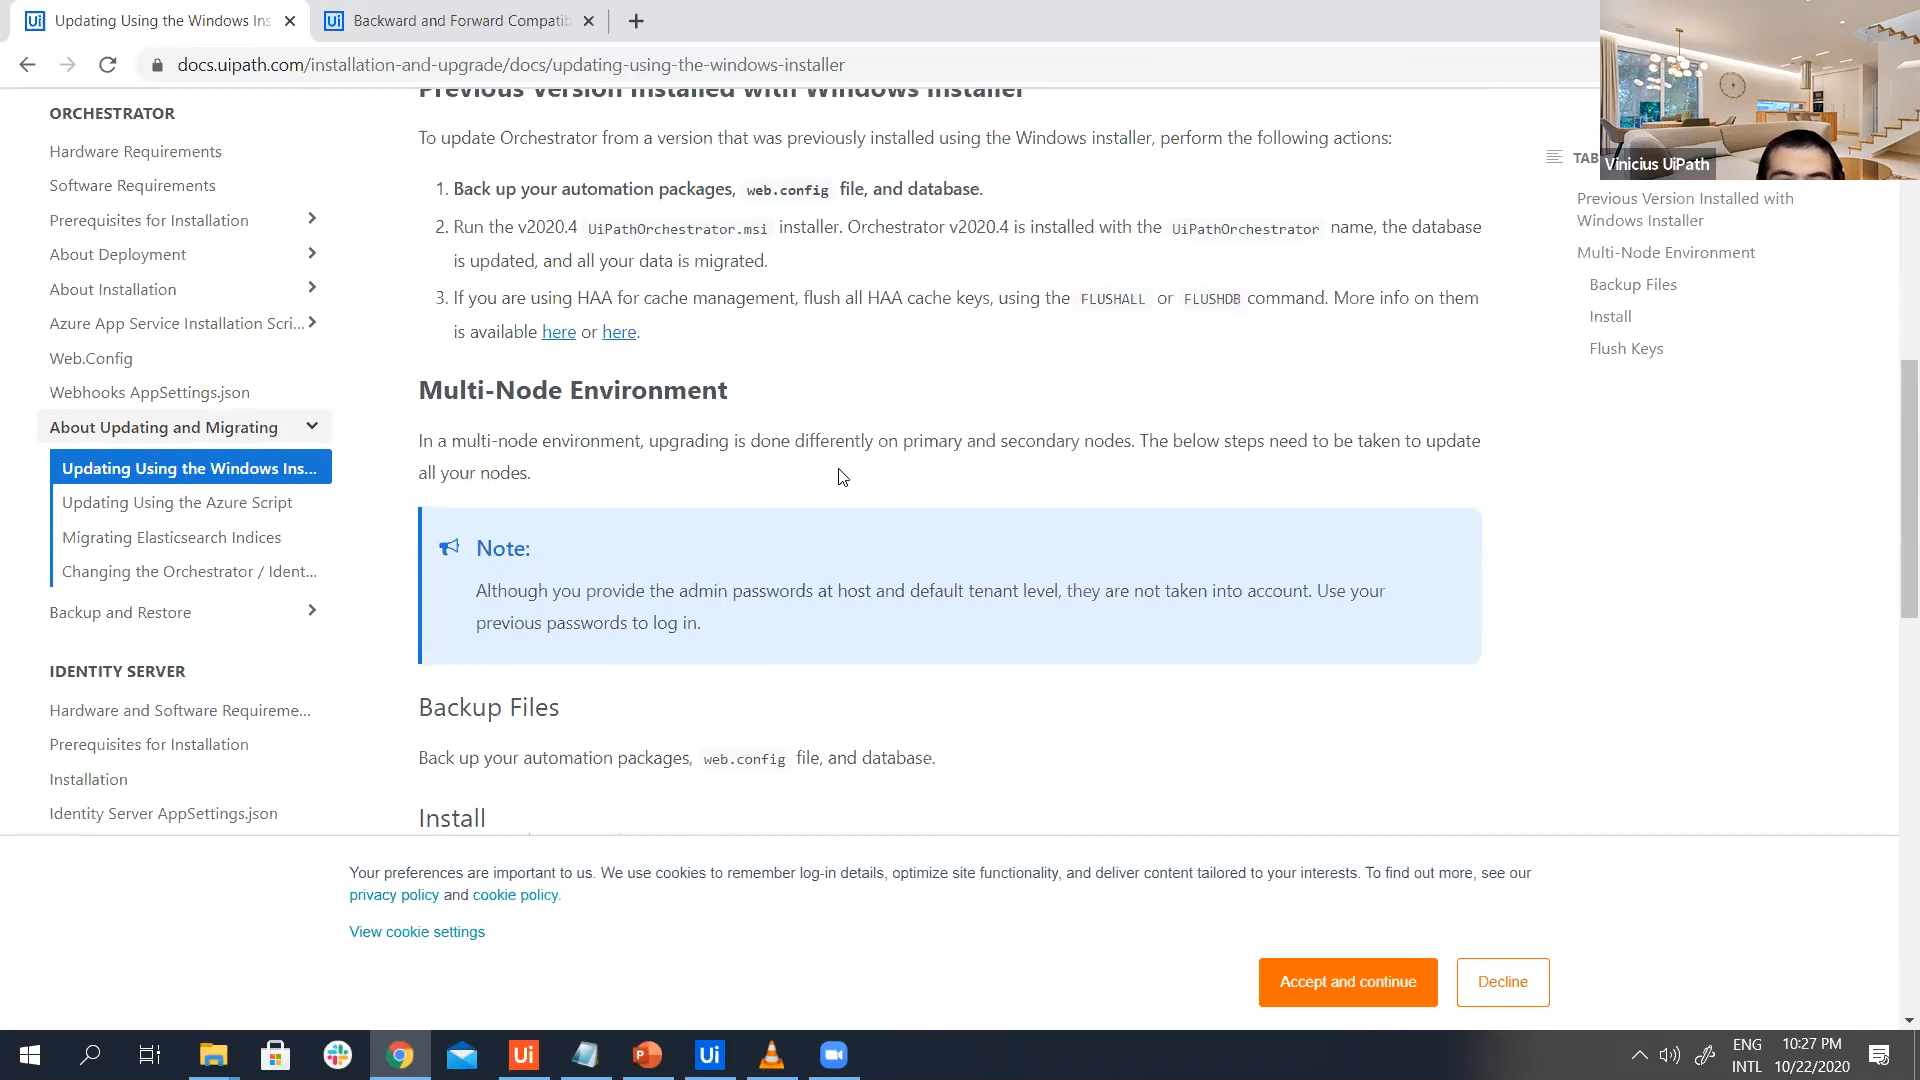 Updating Using the Windows Ins
Backward and Forward Compatib
docs.uipath.com/installation-and-upgrade/docs/updating-using-the-windows-installer
Vinicius UiPath
ORCHESTRATOR
Hardware Requirements
Software Requirements
Prerequisites for Installation
About Deployment
About Installation
Azure App Service Installation Scri...
Web.Config
Webhooks AppSettings.json
About Updating and Migrating
Updating Using the Windows Ins...
Updating Using the Azure Script
Migrating Elasticsearch Indices
Changing the Orchestrator / Ident...
Backup and Restore
IDENTITY SERVER
Hardware and Software Requireme...
Prerequisites for Installation
Installation
Identity Server AppSettings.json
Previous Version Installed with Windows Installer
To update Orchestrator from a version that was previously installed using the Windows installer, perform the following actions:
1. Back up your automation packages, web.config file, and database.
2. Run the v2020.4 UiPathOrchestrator.msi installer. Orchestrator v2020.4 is installed with the UiPathOrchestrator name, the database
is updated, and all your data is migrated.
3. If you are using HAA for cache management, flush all HAA cache keys, using the FLUSHALL or FLUSHDB command. More info on them
is available here or here.
Multi-Node Environment
In a multi-node environment, upgrading is done differently on primary and secondary nodes. The below steps need to be taken to update
all your nodes.
Note:
Although you provide the admin passwords at host and default tenant level, they are not taken into account. Use your
previous passwords to log in.
Backup Files
Back up your automation packages, web.config file, and database.
Install
TAB
Previous Version Installed with
Windows Installer
Multi-Node Environment
Backup Files
Install
Flush Keys
Your preferences are important to us. We use cookies to remember log-in details, optimize site functionality, and deliver content tailored to your interests. To find out more, see our
privacy policy and cookie policy.
View cookie settings
Accept and continue
Decline
ENG
INTL
10:27 PM
10/22/2020